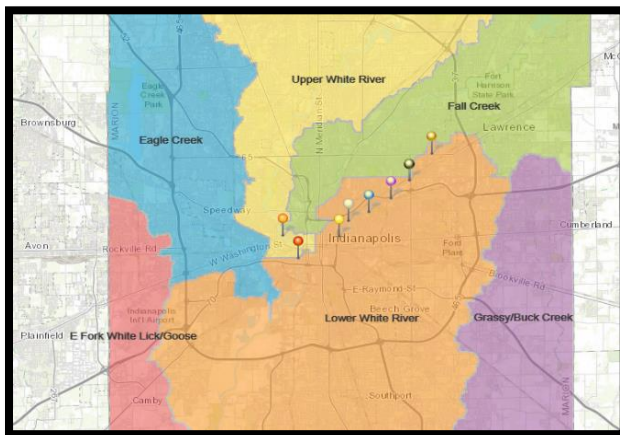 Upper White River
Fort
Harrison
State Park
Eagle
Creek
Park
Fall Creek
Brownsburg
MARION
N Meridian St
Lawrence
Eagle Creek
Speedway
Cumberland
Avon
Rockville Rd
W-Washington St
Indianapolis
E-Raymond-St
Brookville Rd
Beech Grove
Indianapolis
Int'l Airport
Lower White River
Grassy/Buck Creek
Plainfield
E Fork White Lick/Goose
Camby
Southport
MARION